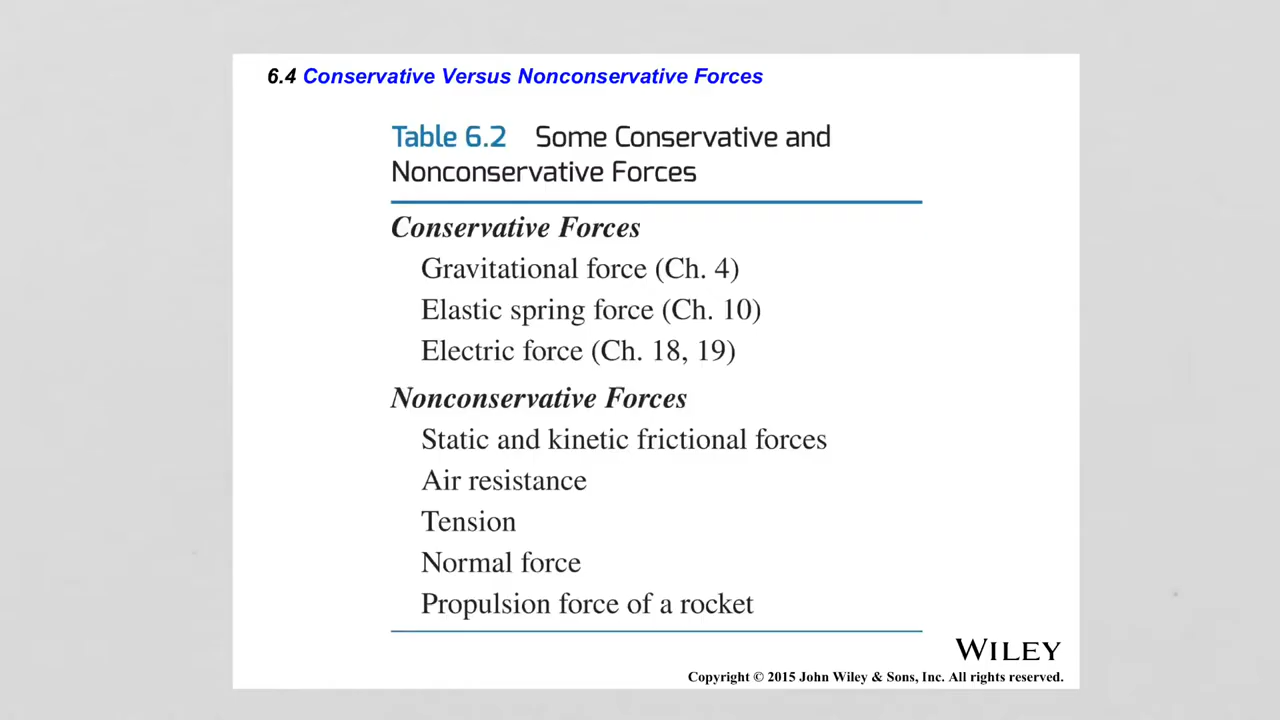 6.4 Conservative Versus Nonconservative Forces
Table 6.2 Some Conservative and
Nonconservative Forces
Conservative Forces
Gravitational force (Ch. 4)
Elastic spring force (Ch. 10)
Electric force (Ch. 18, 19)
Nonconservative Forces
Static and kinetic frictional forces
Air resistance
Tension
Normal force
Propulsion force of a rocket
WILEY
Copyright © 2015 John Wiley & Sons, Inc. All rights reserved.